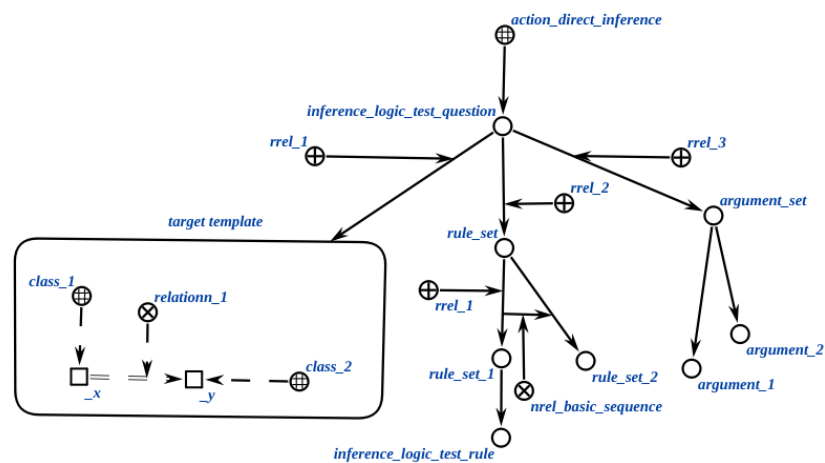 action_direct_inference
inference_logic_test_question
rrel_1
rrel_3
rrel_2
argument_set
target template
rule_set
class_1
relationn_1
rrel_1
class_2
_x
_y
rule_set_1
rule_set_2
argument_2
argument_1
nrel_basic_sequence
inference_logic_test_rule